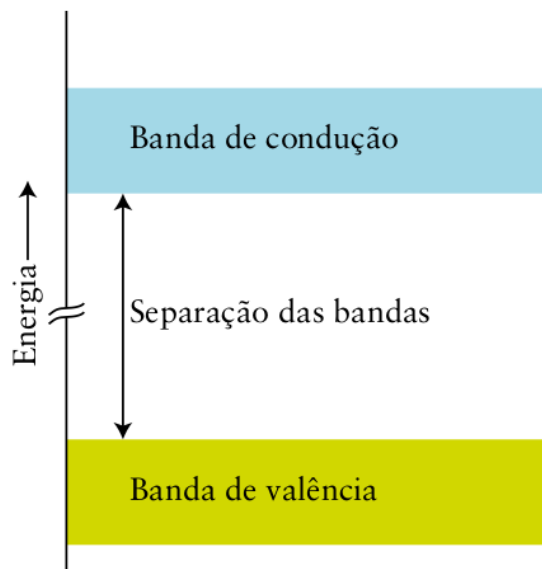 Banda de condução
Energia
Separação das bandas
Banda de valência